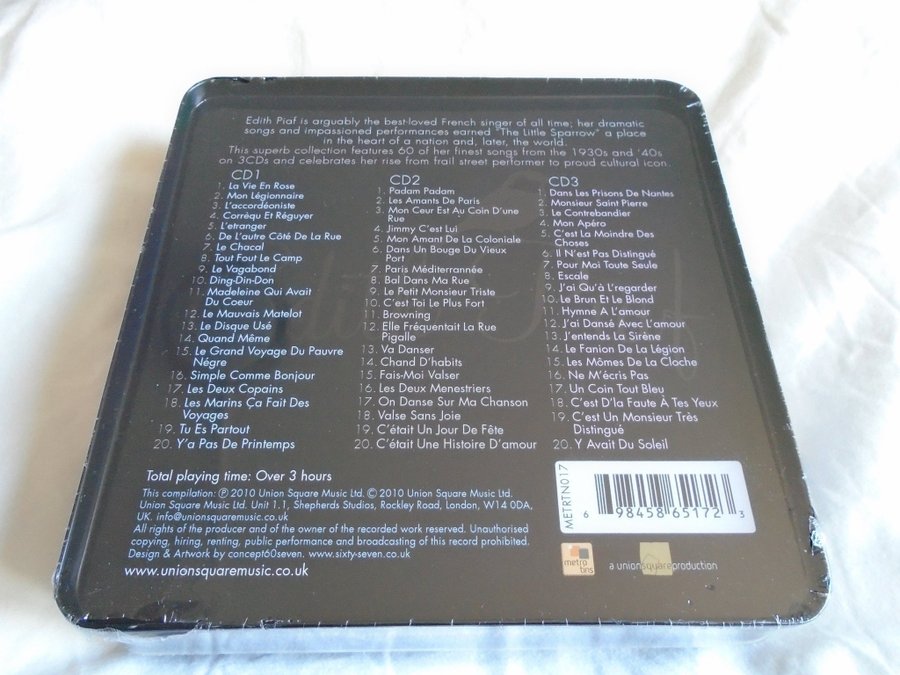 Edith Piaf is arguably the best-loved French singer of all time; her dramatic
songs and impassioned performances earned "The Little Sparrow" a place
in the heart of a nation and, later, the world.
This superb collection features 60 of her finest songs from the 1930s and '40s
on 3CDs and celebrates her rise from frail street performer to proud cultural icon.
CD1
1. La Vie En Rose
2. Mon Légionnaire
3. L'accordéoniste
4. Corrèqu Et Réguyer
5. L'etranger
6. De L'autre Côté De La Rue
7. Le Chacal
8. Tout Fout Le Camp
9. Le Vagabond
10. Ding-Din-Don
11. Madeleine Qui Avait
Du Coeur
12. Le Mauvais Matelot
13. Le Disque Usé
14. Quand Même
15. Le Grand Voyage Du Pauvre
Nègre
16. Simple Comme Bonjour
17. Les Deux Copains
18. Les Marins Ça Fait Des
Voyages
19. Tu Es Partout
20. Y'a Pas De Printemps
CD2
1. Padam Padam
2. Les Amants De Paris
3. Mon Ceur Est Au Coin D'une
Rue
4. Jimmy C'est Lui
5. Mon Amant De La Coloniale
6. Dans Un Bouge Du Vieux
Port
7. Paris Méditerrannée
8. Bal Dans Ma Rue
9. Le Petit Monsieur Triste
10. C'est Toi Le Plus Fort
11. Browning
12. Elle Fréquentait La Rue
Pigalle
13. Va Danser
14. Chand D'habits
15. Fais-Moi Valser
16. Les Deux Menestriers
17. On Danse Sur Ma Chanson
18. Valse Sans Joie
19. C'était Un Jour De Fête
20. C'était Une Histoire D'amour
CD3
1. Dans Les Prisons De Nantes
2. Monsieur Saint Pierre
3. Le Contrebandier
4. Mon Apéro
5. C'est La Moindre Des
Choses
6. Il N'est Pas Distingué
7. Pour Moi Toute Seule
8. Escale
9. J'ai Qu'à L'regarder
10. Le Brun Et Le Blond
11. Hymne A L'amour
12. J'ai Dansé Avec L'amour
13. J'entends La Sirène
14. Le Fanion De La Légion
15. Les Mômes De La Cloche
16. Ne M'écris Pas
17. Un Coin Tout Bleu
18. C'est D'la Faute À Tes Yeux
19. C'est Un Monsieur Très
Distingué
20. Y Avait Du Soleil
Total playing time: Over 3 hours
This compilation: ℗ 2010 Union Square Music Ltd. © 2010 Union Square Music Ltd.
Union Square Music Ltd. Unit 1.1, Shepherds Studios, Rockley Road, London, W14 0DA,
UK. info@unionsquaremusic.co.uk
All rights of the producer and of the owner of the recorded work reserved. Unauthorised
copying, hiring, renting, public performance and broadcasting of this record prohibited.
Design & Artwork by concept60seven. www.sixty-seven.co.uk
www.unionsquaremusic.co.uk
METRTN017
6 98458 65172 3
metro
tins
a unionsquareproduction